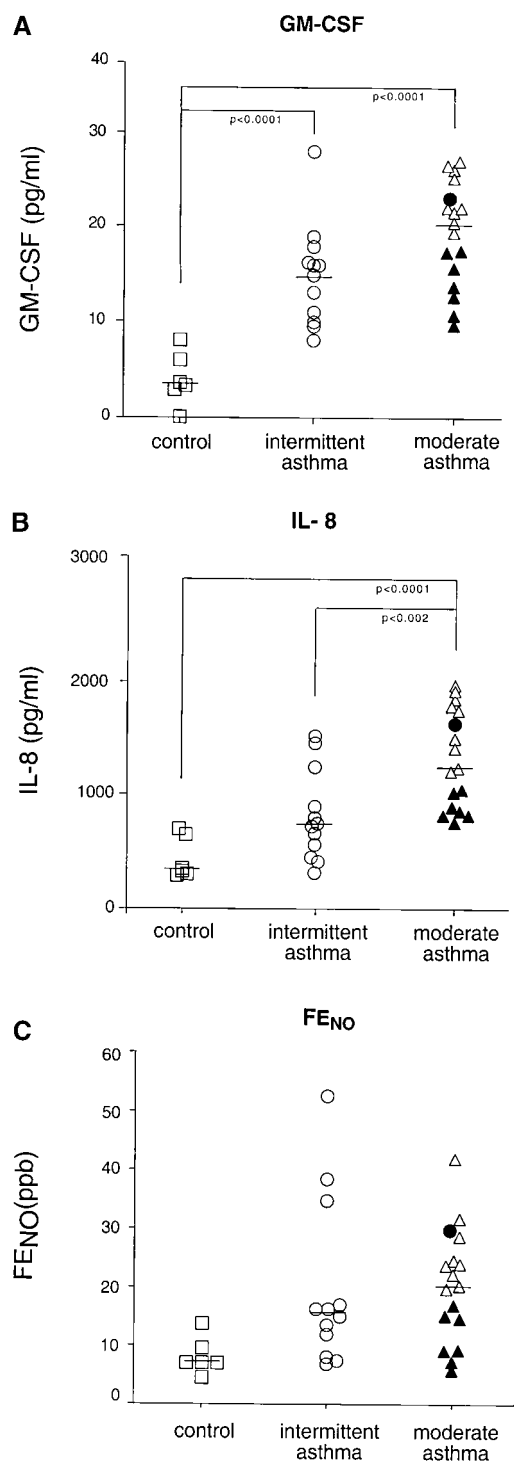 A
GM-CSF
40
30
20
10
0
GM-CSF (pg/ml)
p<0.0001
p<0.0001
control
intermittent
asthma
moderate
asthma
B
IL- 8
3000
2000
1000
0
IL-8 (pg/ml)
p<0.0001
p<0.002
control
intermittent
asthma
moderate
asthma
C
FENO
60
50
40
30
20
10
0
FENO(ppb)
control
intermittent
asthma
moderate
asthma